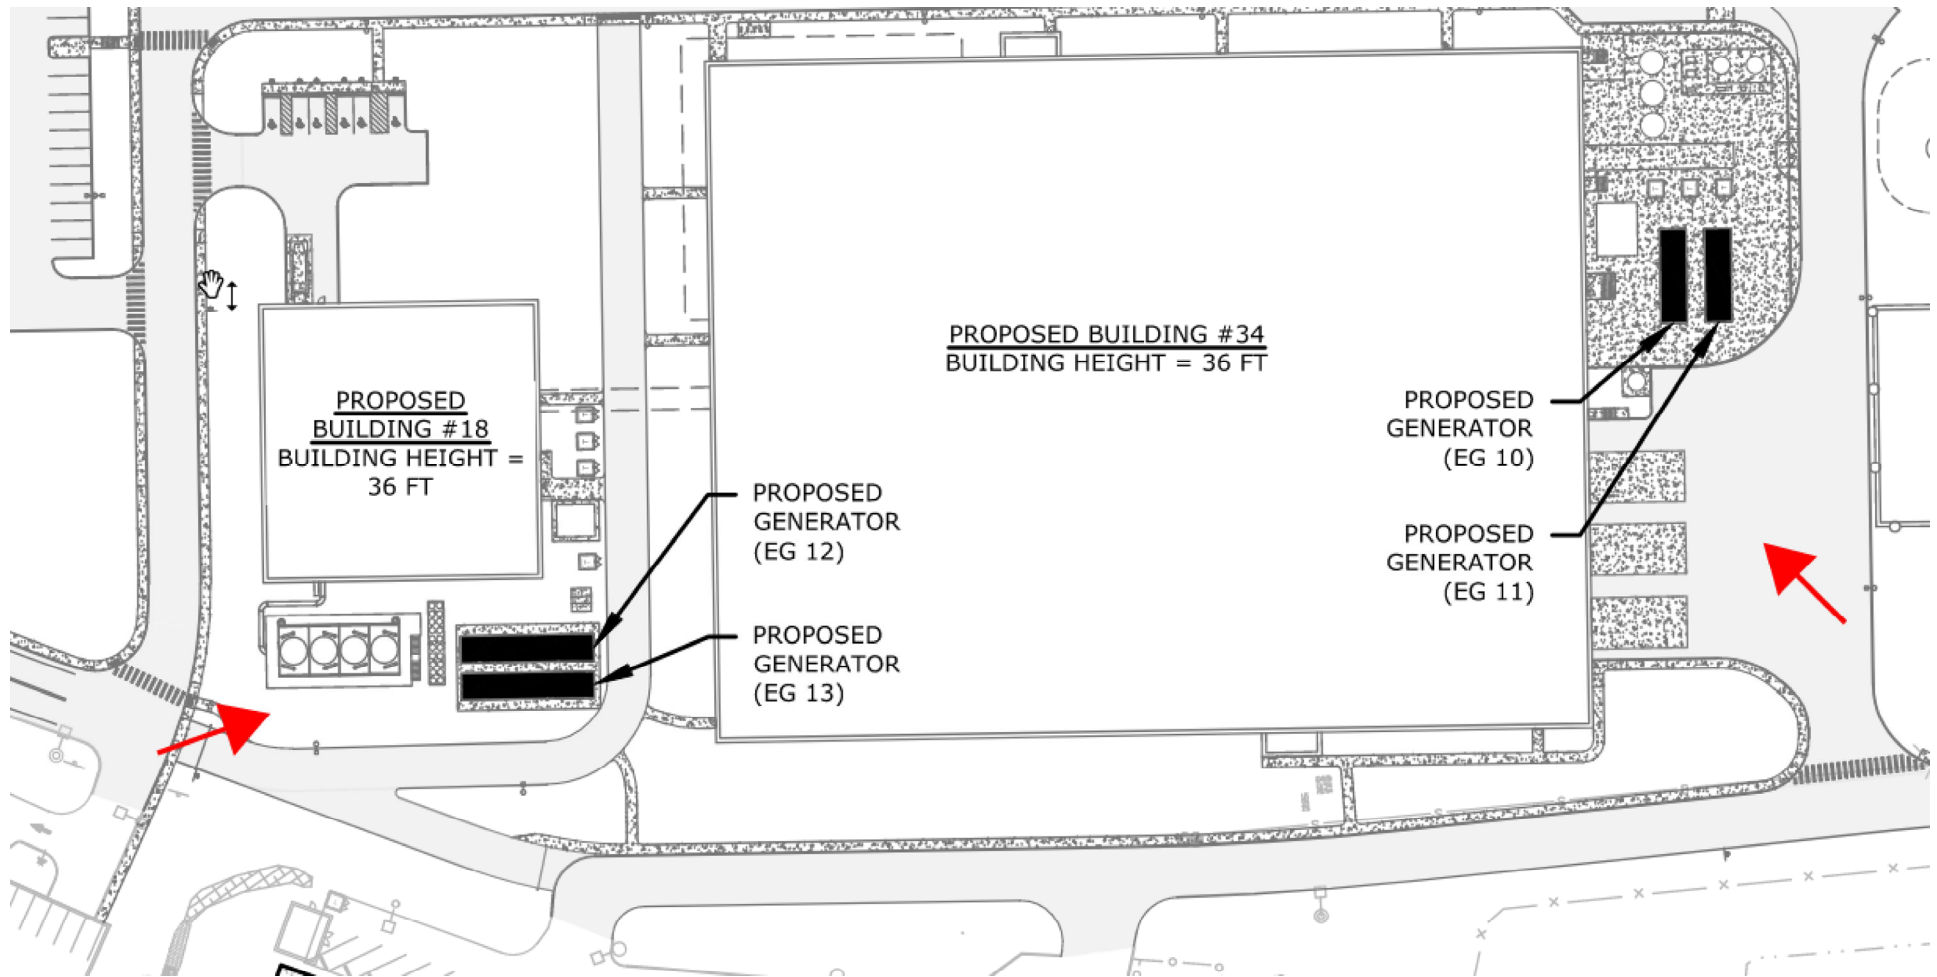 PROPOSED BUILDING #34
BUILDING HEIGHT = 36 FT
PROPOSED
BUILDING #18
BUILDING HEIGHT =
36 FT
PROPOSED
GENERATOR
(EG 10)
PROPOSED
GENERATOR
(EG 12)
PROPOSED
GENERATOR
(EG 11)
PROPOSED
GENERATOR
(EG 13)